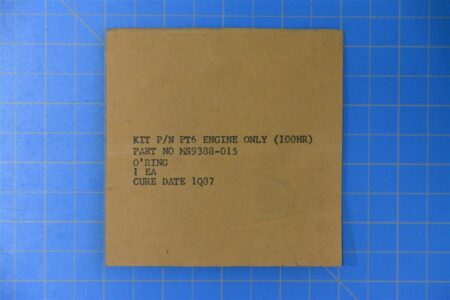 KIT P/N PT6 ENGINE ONLY (100HR)
PART NO MS9388-015
O'RING
1 EA
CURE DATE 1Q87